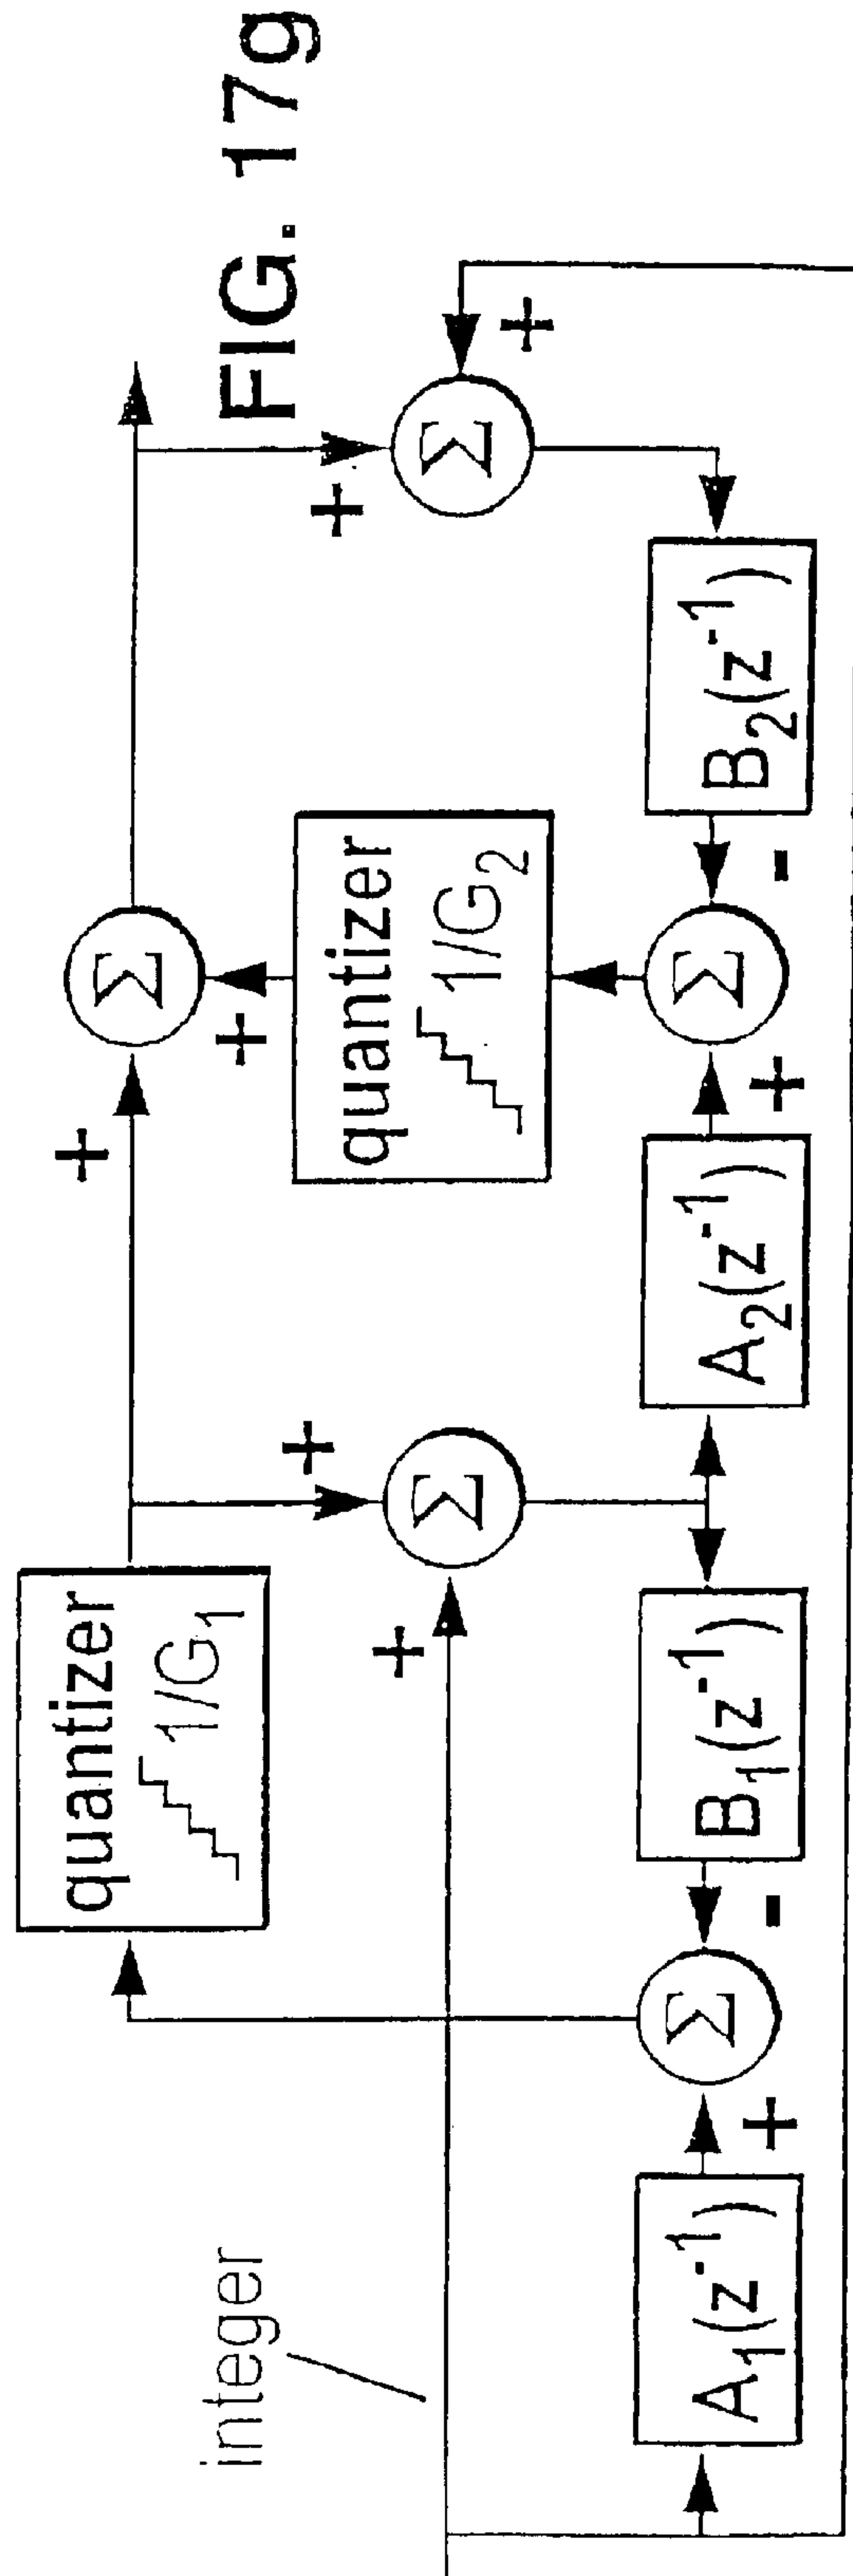 integer
quantizer
1/G₁
quantizer
1/G₂
+
+
+
+
+
+
Σ
Σ
Σ
A₁(z⁻¹)
+
Σ
-
B₁(z⁻¹)
A₂(z⁻¹)
+
Σ
-
B₂(z⁻¹)
FIG. 17g